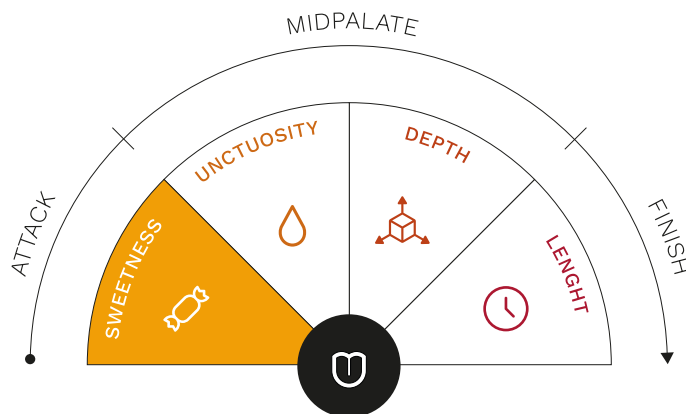 MIDPALATE
ATTACK
FINISH
SWEETNESS
UNCTUOSITY
DEPTH
LENGHT